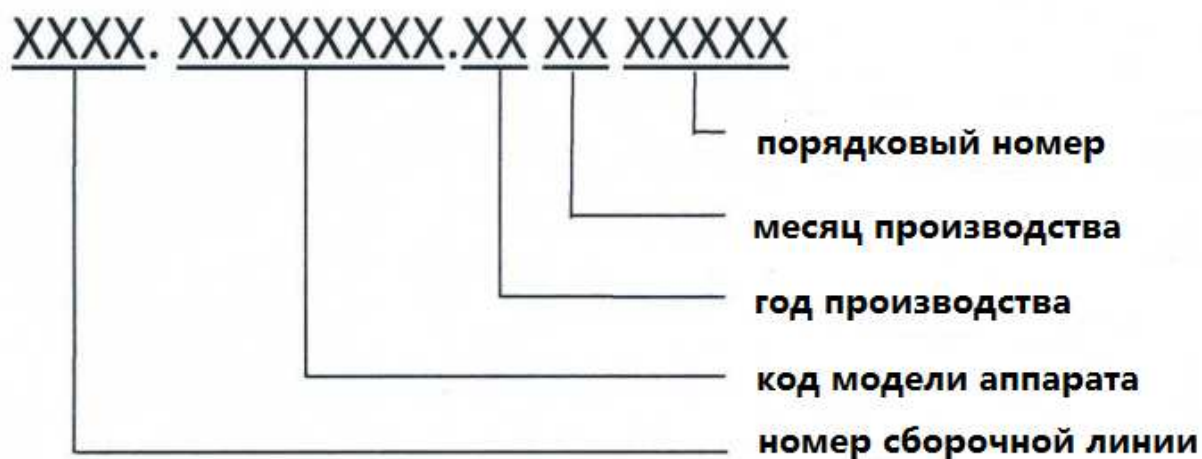 XXXX. XXXXXXXX.XX XX XXXXX
порядковый номер
месяц производства
год производства
код модели аппарата
номер сборочной линии